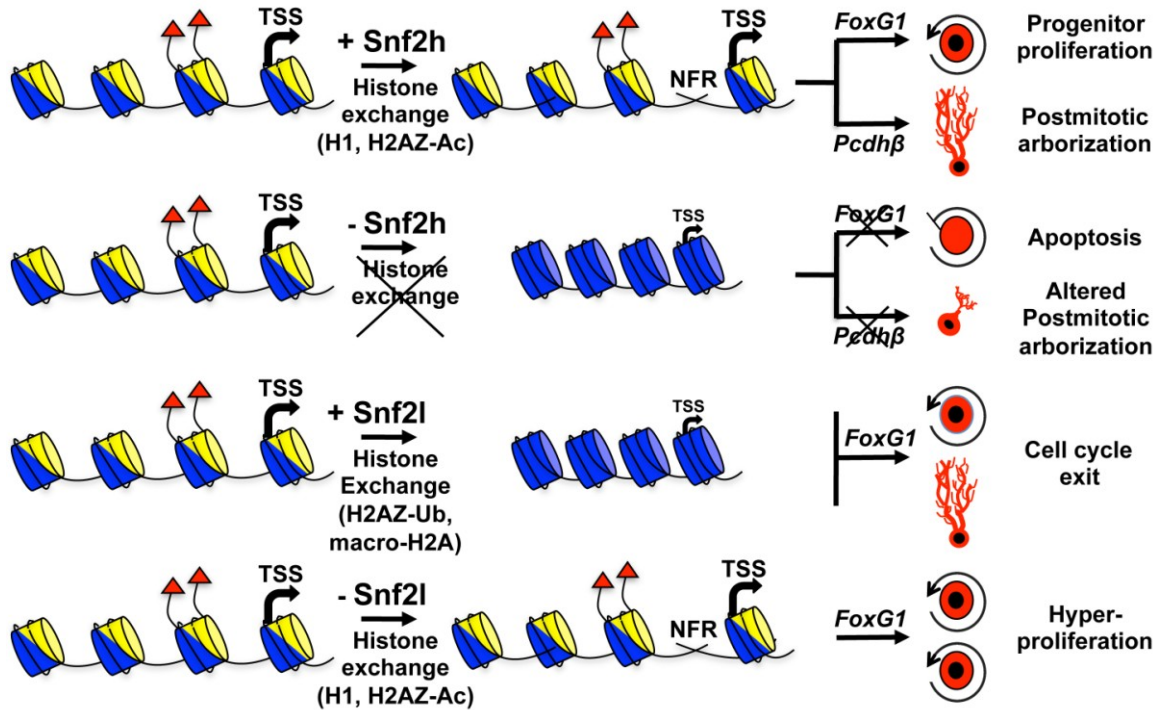 TSS
+ Snf2h
Histone
exchange
(H1, H2AZ-Ac)
NFR
TSS
FoxG1
Pcdhβ
Progenitor
proliferation
Postmitotic
arborization
TSS
- Snf2h
Histone
exchange
TSS
FoxG1
Pcdhβ
Apoptosis
Altered
Postmitotic
arborization
TSS
+ Snf2l
Histone
Exchange
(H2AZ-Ub,
macro-H2A)
TSS
FoxG1
Cell cycle
exit
TSS
- Snf2l
Histone
exchange
(H1, H2AZ-Ac)
NFR
TSS
FoxG1
Hyper-
proliferation